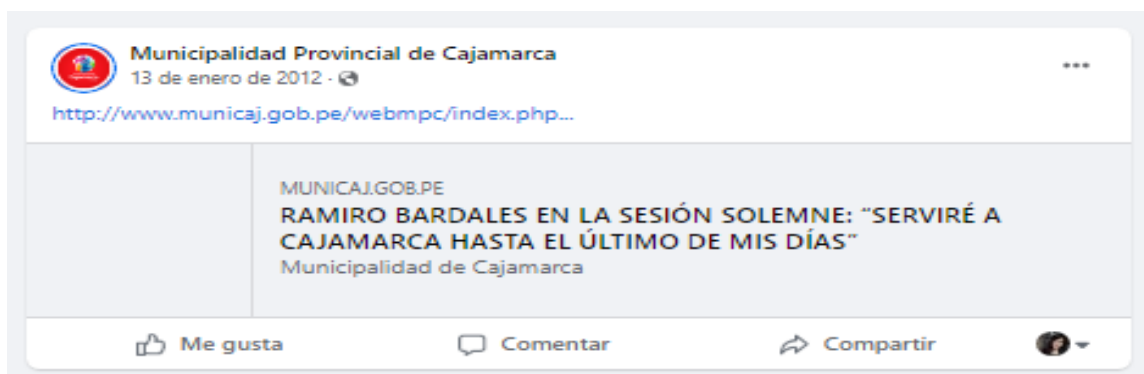 Municipalidad Provincial de Cajamarca
13 de enero de 2012 ·
http://www.municaj.gob.pe/webmpc/index.php...
MUNICAJ.GOB.PE
RAMIRO BARDALES EN LA SESIÓN SOLEMNE: “SERVIRÉ A
CAJAMARCA HASTA EL ÚLTIMO DE MIS DÍAS”
Municipalidad de Cajamarca
Me gusta
Comentar
Compartir